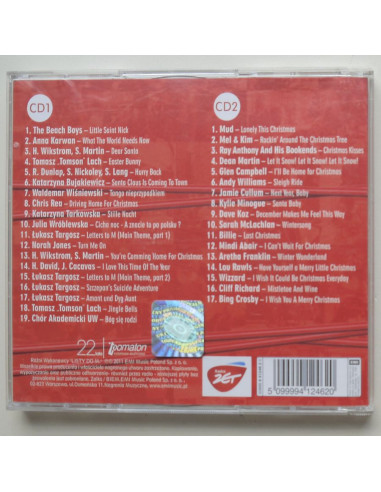 CD1
1. The Beach Boys – Little Saint Nick
2. Anna Karwan – What The World Needs Now
3. H. Wikstrom, S. Martin – Dear Sonia
4. Tomasz „Tomson" Lach – Easter Bunny
5. R. Dunlop, S. Nickoloy, S. Lang – Hurry Back
6. Katarzyna Bujakiewicz – Santa Claus Is Coming To Town
7. Waldemar Wiśniewski – Tango nieprzypadkiem
8. Chris Rea – Driving Home For Christmas
9. Katarzyna Tarkowska – Stille Nacht
10. Julia Wróblewska – Cicha noc - A znacie to po polsku ?
11. Łukasz Targosz – Letters to M (Main Theme, part 1)
12. Norah Jones – Turn Me On
13. H. Wikstrom, S. Martin – You're Comming Home For Christmas
14. H. David, J. Cacavas – I Love This Time Of The Year
15. Łukasz Targosz – Letters to M (Main Theme, part 2)
16. Łukasz Targosz – Szczepan's Suicide Adventure
17. Łukasz Targosz – Amant und Dyg Aunt
18. Tomasz „Tomson" Lach – Jingle Bells
19. Chór Akademicki UW – Bóg się rodzi
CD2
1. Mud – Lonely This Christmas
2. Mel & Kim – Rockin' Around The Christmas Tree
3. Ray Anthony And His Bookends – Christmas Kisses
4. Dean Martin – Let It Snow! Let It Snow! Let It Snow!
5. Glen Campbell – I'll Be Home For Christmas
6. Andy Williams – Sleigh Ride
7. Jamie Cullum – Next Year, Baby
8. Kylie Minogue – Santa Baby
9. Dave Koz – December Makes Me Feel This Way
10. Sarah McLachlan – Wintersong
11. Billie – Last Christmas
12. Mindi Abair – I Can't Wait For Christmas
13. Aretha Franklin – Winter Wonderland
14. Lou Rawls – Have Yourself A Merry Little Christmas
15. Wizzard – I Wish It Could Be Christmas Everyday
16. Cliff Richard – Mistletoe And Wine
17. Bing Crosby – I Wish You A Merry Christmas
22
pomaton
Radio
ZET
EMI
5 099994 124620